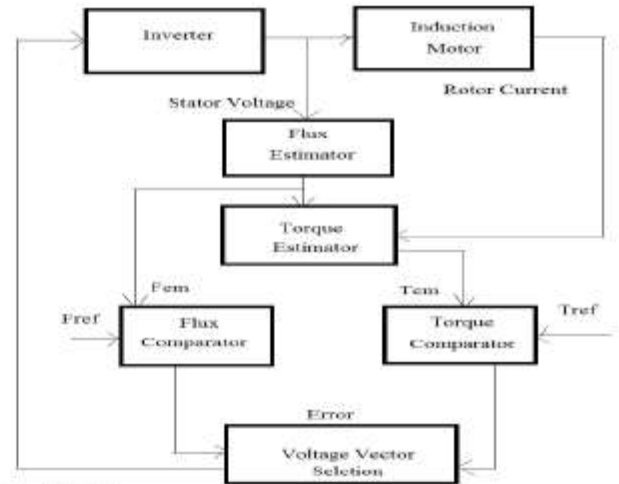 Inverter
Induction
Motor
Rotor Current
Stator Voltage
Flux
Estimator
Torque
Estimator
Fem
Tem
Fref
Flux
Comparator
Torque
Comparator
Tref
Error
Voltage Vector
Seletion